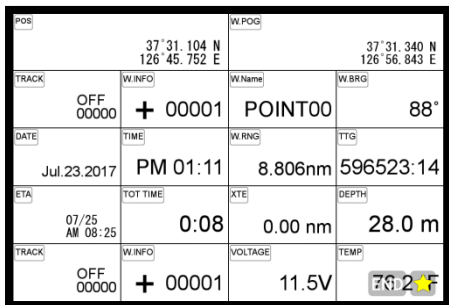 POS
37°31.104 N
126°45.752 E
W.POG
37°31.340 N
126°56.843 E
TRACK
OFF
00000
W.INFO
+ 00001
W.Name
POINT00
W.BRG
88°
DATE
Jul.23.2017
TIME
PM 01:11
W.RNG
8.806nm
TTG
596523:14
ETA
07/25
AM 08:25
TOT TIME
0:08
XTE
0.00 nm
DEPTH
28.0 m
TRACK
OFF
00000
W.INFO
+ 00001
VOLTAGE
11.5V
TEMP
76.2°F
END